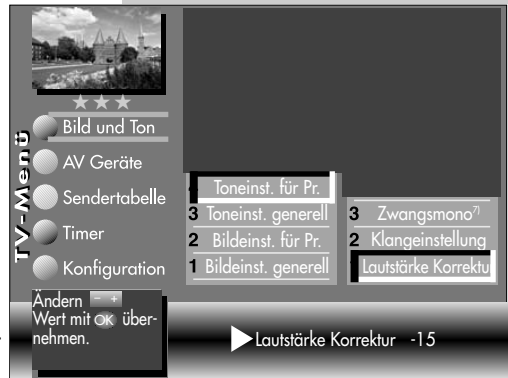 TV-Menü
Bild und Ton
AV Geräte
Sendertabelle
Timer
Konfiguration
4 Toneinst. für Pr.
3 Toneinst. generell
2 Bildeinst. für Pr.
1 Bildeinst. generell
3 Zwangsmono7)
2 Klangeinstellung
1 Lautstärke Korrektu
Ändern - +
Wert mit OK über-
nehmen.
Lautstärke Korrektur -15